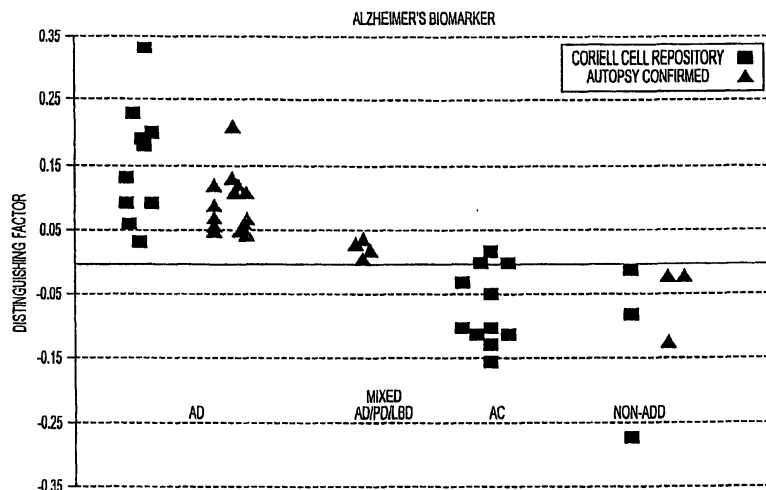 ALZHEIMER'S BIOMARKER
0.35
0.25
0.15
0.05
-0.05
-0.15
-0.25
-0.35
DISTINGUISHING FACTOR
CORIELL CELL REPOSITORY
AUTOPSY CONFIRMED
AD
MIXED
AD/PD/LBD
AC
NON-ADD